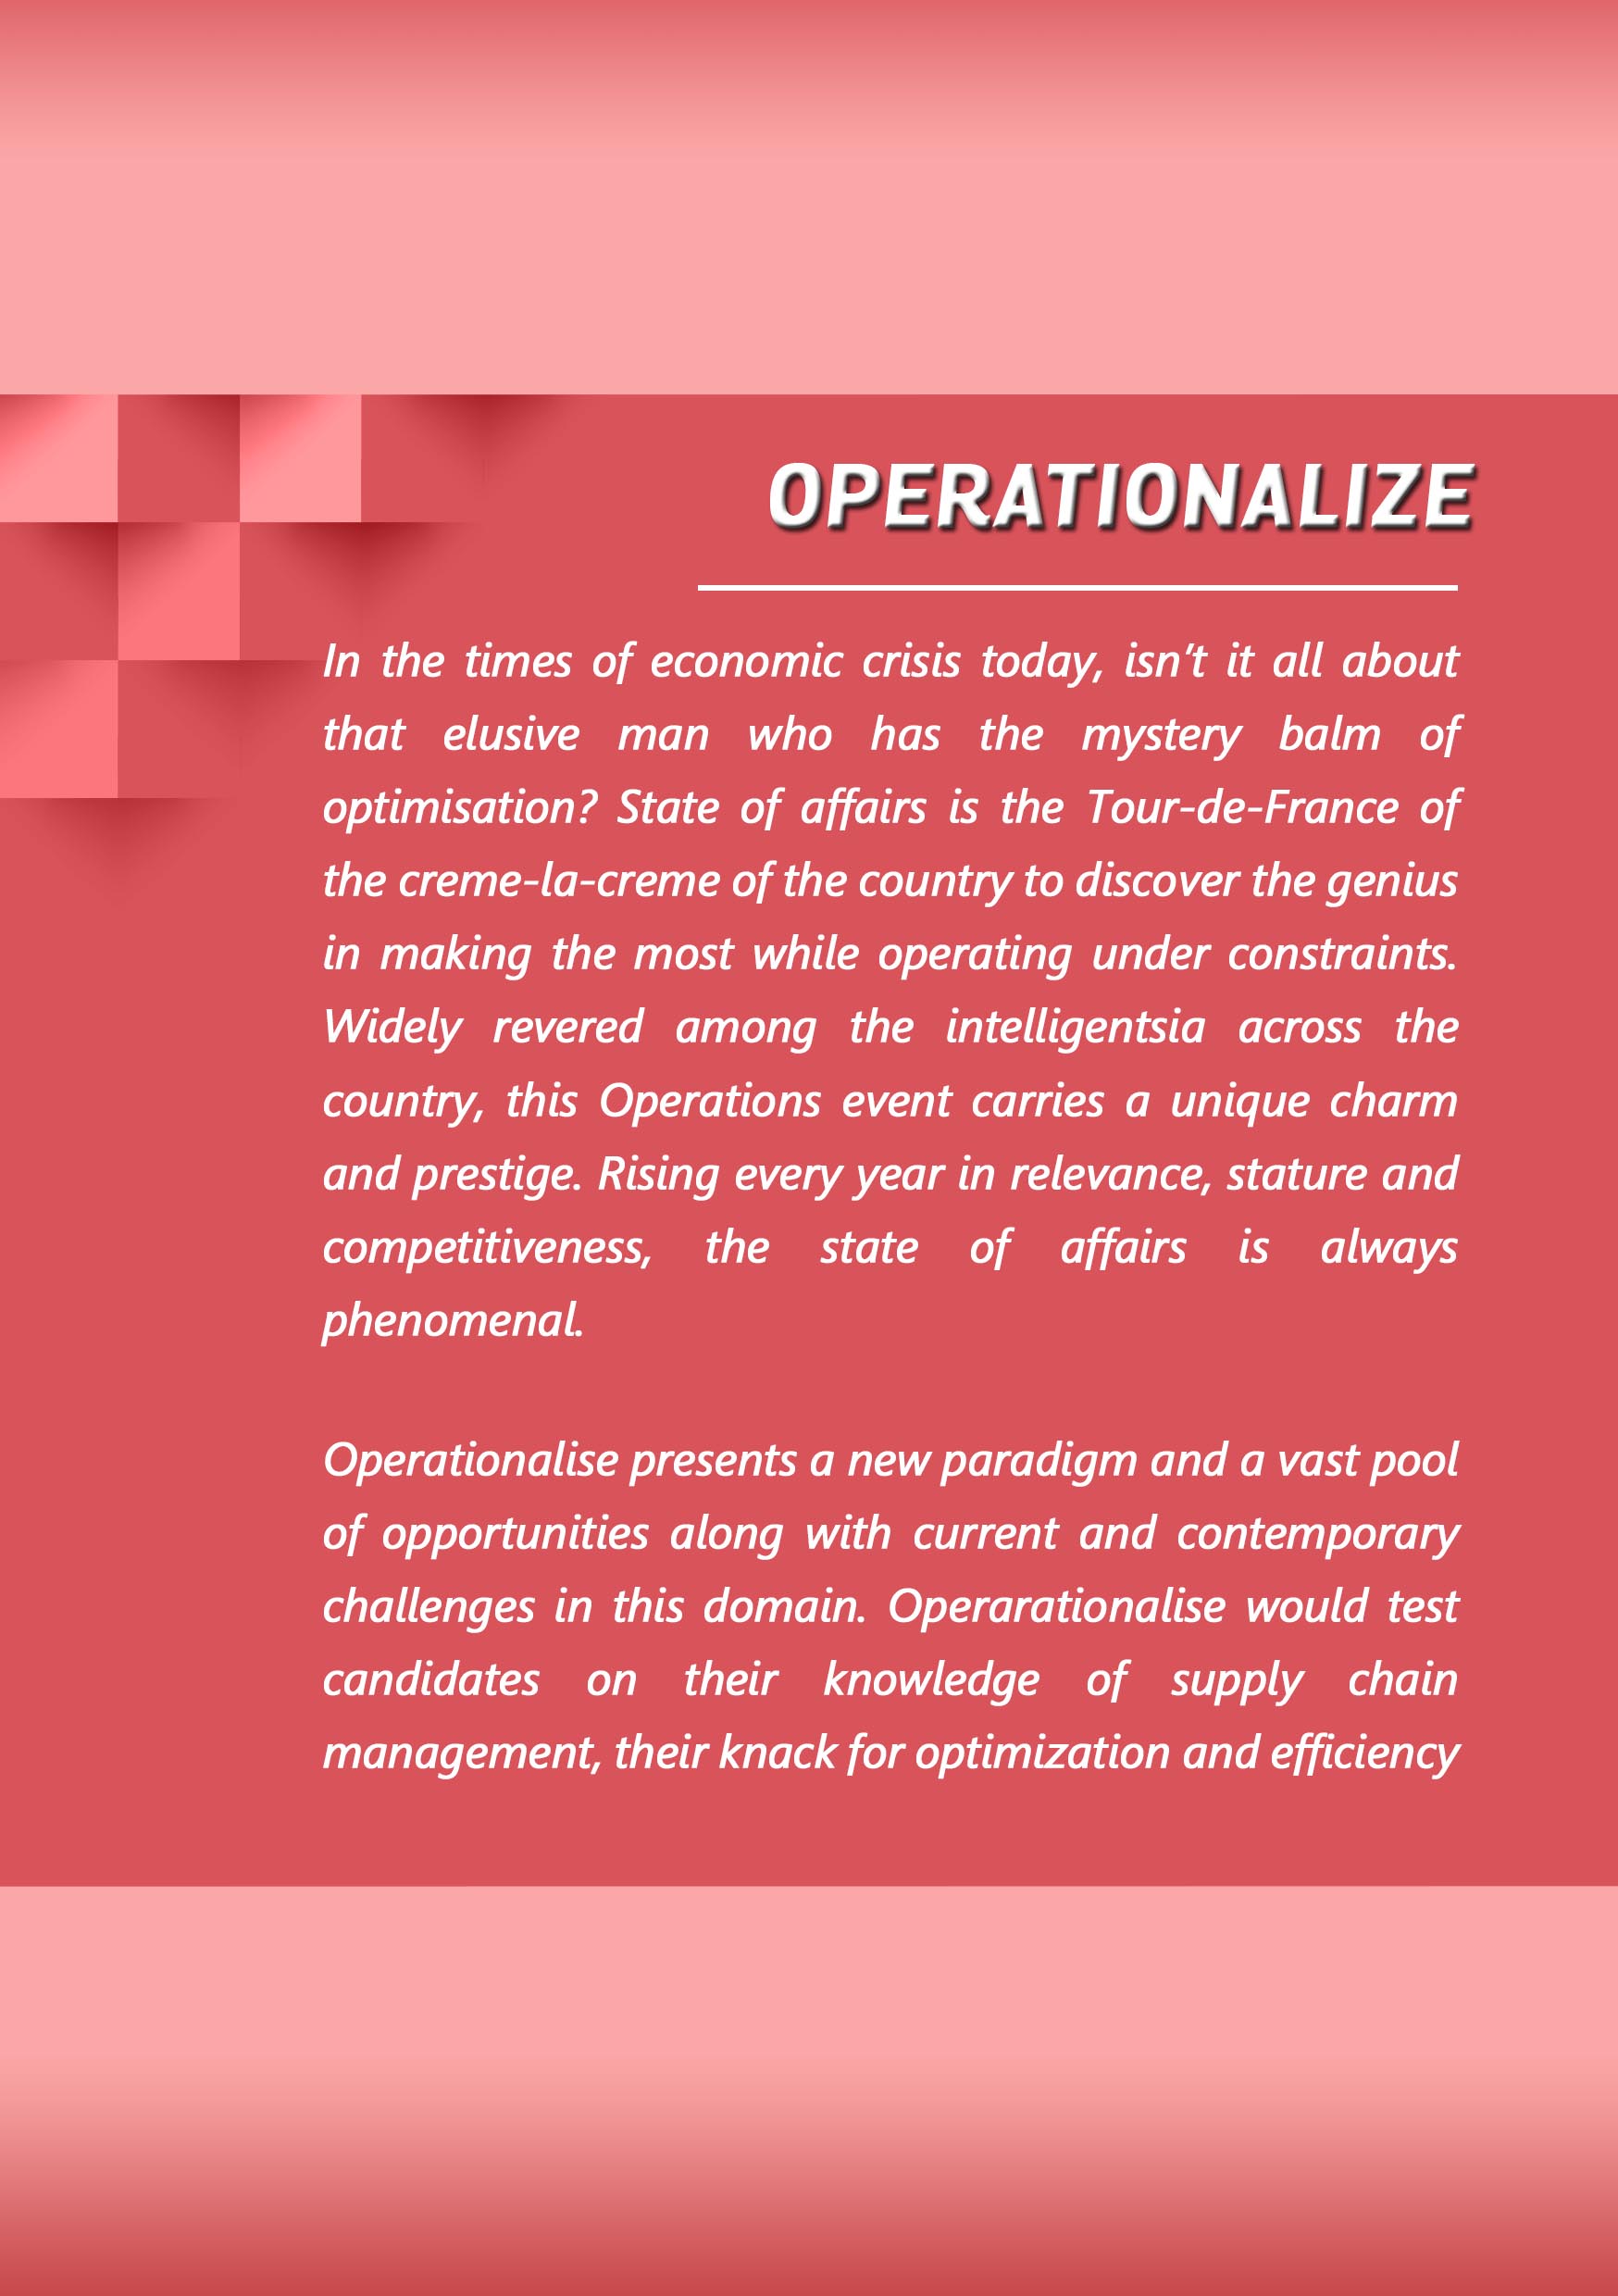 OPERATIONALIZE
In the times of economic crisis today, isn’t it all about
that elusive man who has the mystery balm of
optimisation? State of affairs is the Tour-de-France of
the creme-la-creme of the country to discover the genius
in making the most while operating under constraints.
Widely revered among the intelligentsia across the
country, this Operations event carries a unique charm
and prestige. Rising every year in relevance, stature and
competitiveness, the state of affairs is always
phenomenal.
Operationalise presents a new paradigm and a vast pool
of opportunities along with current and contemporary
challenges in this domain. Operarationalise would test
candidates on their knowledge of supply chain
management, their knack for optimization and efficiency